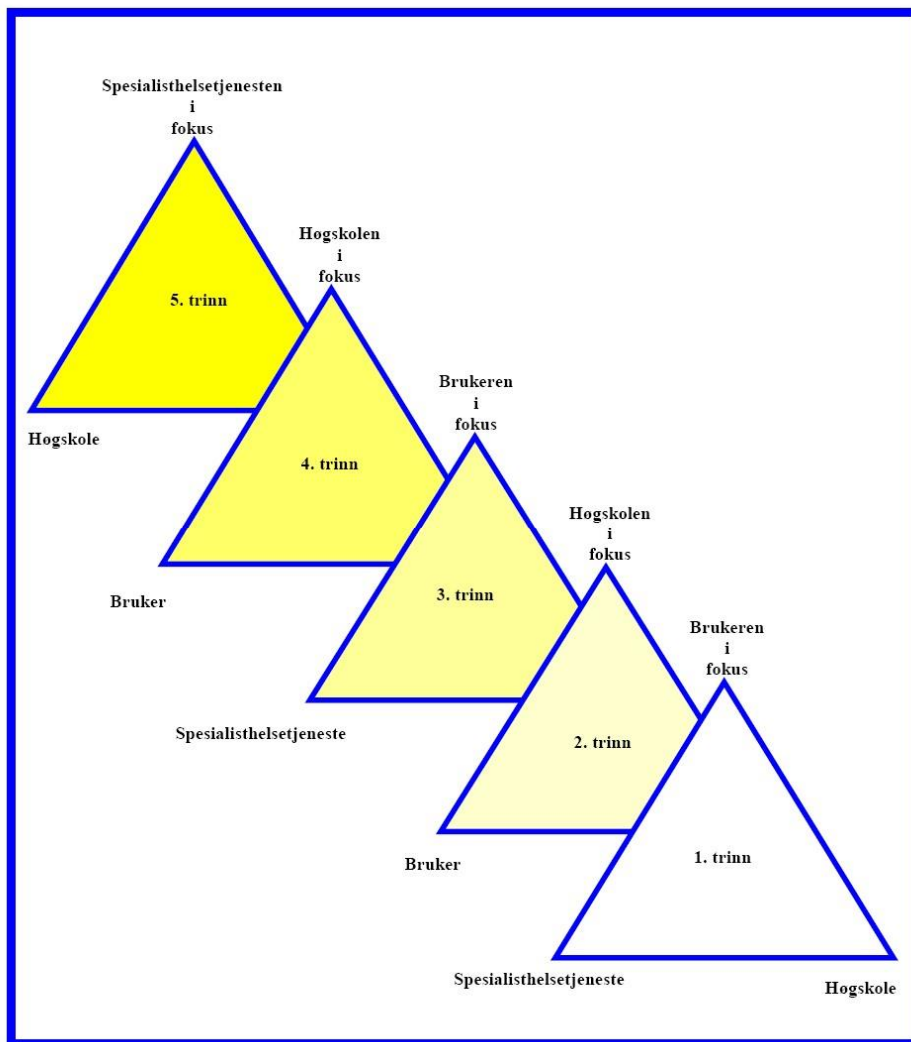 Spesialisthelsetjenesten
i
fokus
Høgskolen
i
fokus
5. trinn
Brukeren
i
fokus
Høgskole
4. trinn
Høgskolen
i
fokus
3. trinn
Bruker
Brukeren
i
fokus
Spesialisthelsetjeneste
2. trinn
Bruker
1. trinn
Spesialisthelsetjeneste
Høgskole